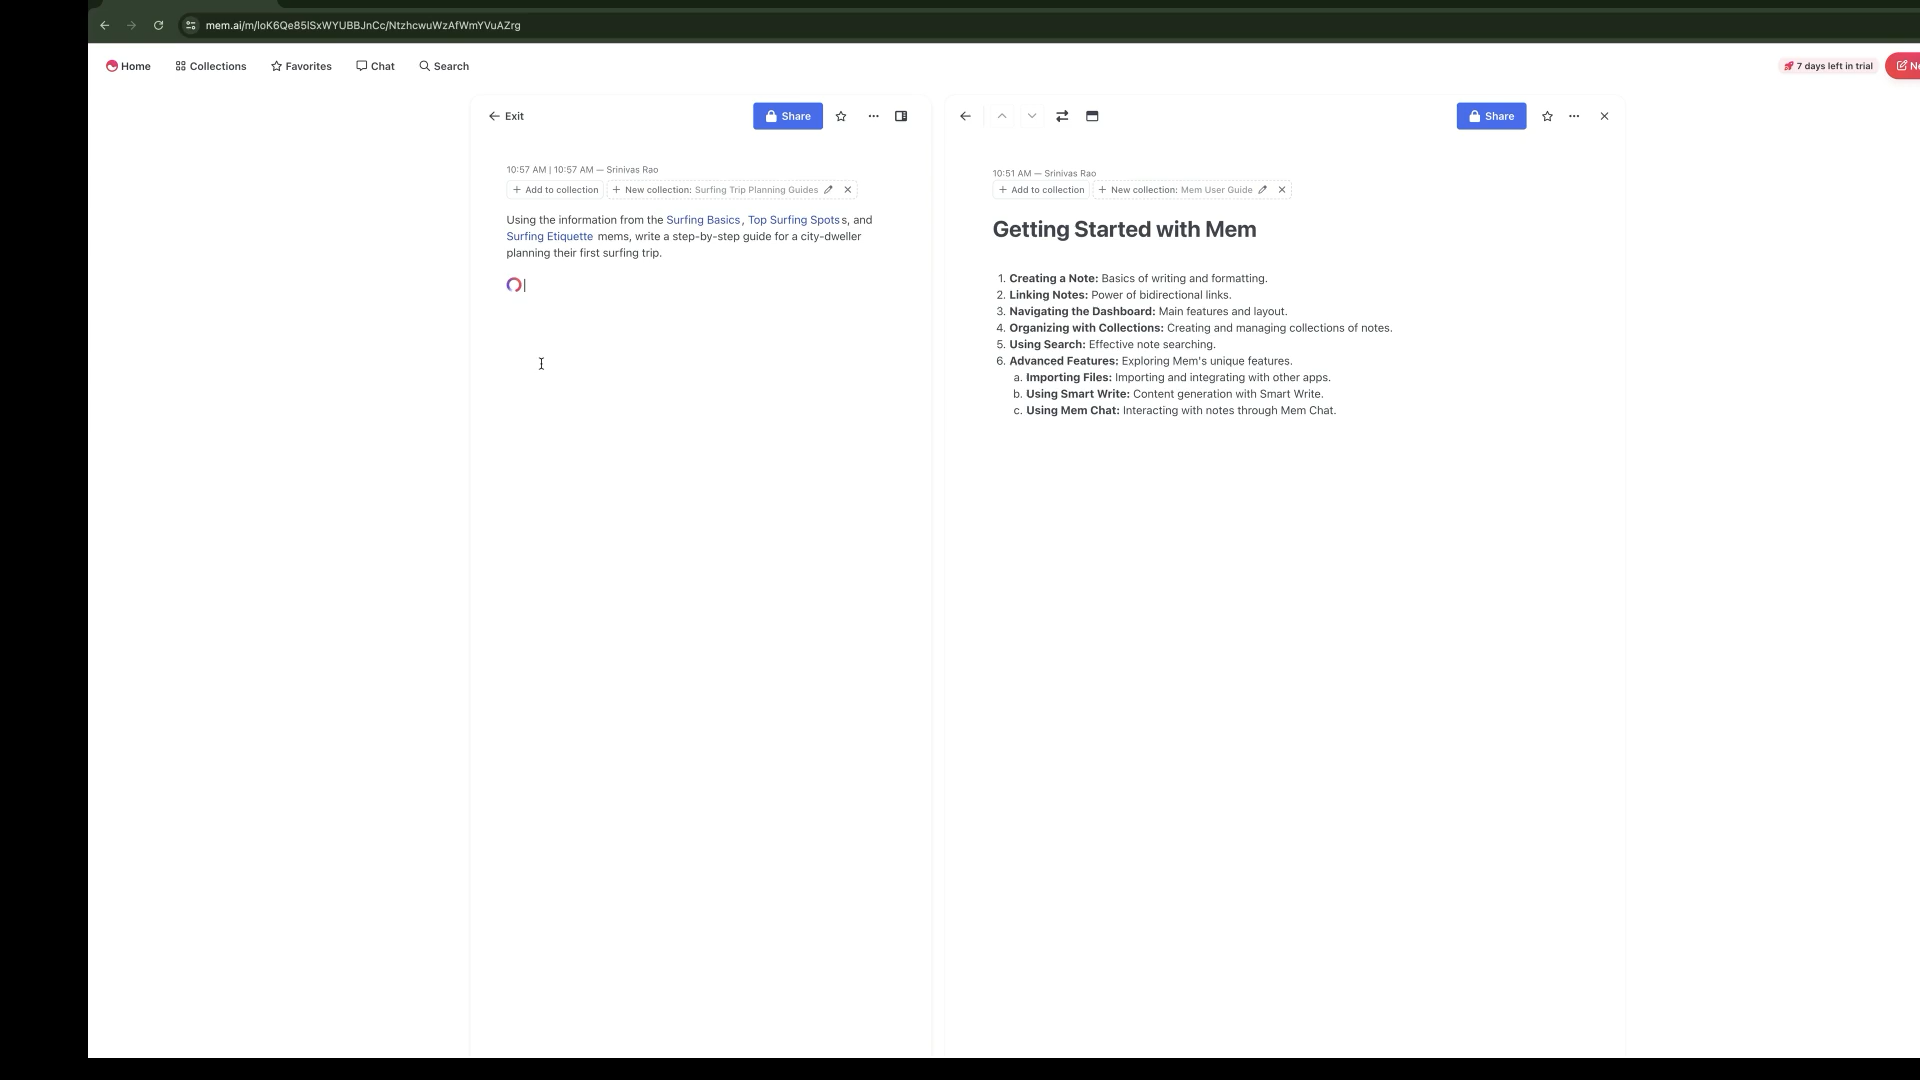 mem.ai/m/loK6Qe85lSxWYUBBJnCc/NtzhcwuWzAfWmYVuAZrg
Home Collections Favorites Chat Search 7 days left in trial
Exit Share Share
10:57 AM | 10:57 AM — Srinivas Rao
+ Add to collection + New collection: Surfing Trip Planning Guides
Using the information from the Surfing Basics, Top Surfing Spots s, and
Surfing Etiquette mems, write a step-by-step guide for a city-dweller
planning their first surfing trip.
10:51 AM — Srinivas Rao
+ Add to collection + New collection: Mem User Guide
Getting Started with Mem
1. Creating a Note: Basics of writing and formatting.
2. Linking Notes: Power of bidirectional links.
3. Navigating the Dashboard: Main features and layout.
4. Organizing with Collections: Creating and managing collections of notes.
5. Using Search: Effective note searching.
6. Advanced Features: Exploring Mem's unique features.
a. Importing Files: Importing and integrating with other apps.
b. Using Smart Write: Content generation with Smart Write.
c. Using Mem Chat: Interacting with notes through Mem Chat.